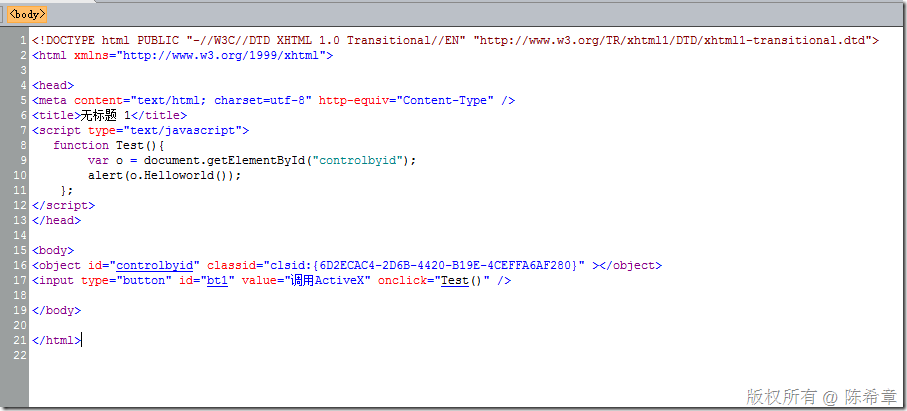 <body>
1 <!DOCTYPE html PUBLIC "-//W3C//DTD XHTML 1.0 Transitional//EN" "http://www.w3.org/TR/xhtml1/DTD/xhtml1-transitional.dtd">
2 <html xmlns="http://www.w3.org/1999/xhtml">
3
4 <head>
5 <meta content="text/html; charset=utf-8" http-equiv="Content-Type" />
6 <title>无标题 1</title>
7 <script type="text/javascript">
8 function Test(){
9 var o = document.getElementById("controlbyid");
10 alert(o.Helloworld());
11 };
12 </script>
13 </head>
14
15 <body>
16 <object id="controlbyid" classid="clsid:{6D2ECAC4-2D6B-4420-B19E-4CEFFA6AF280}" ></object>
17 <input type="button" id="bt1" value="调用ActiveX" onclick="Test()" />
18
19 </body>
20
21 </html>
22
版权所有 @ 陈希章